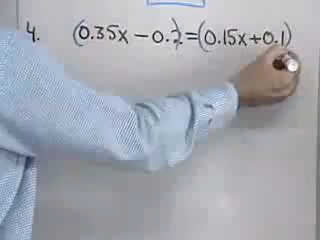 4. (0.35x - 0.2) = (0.15x + 0.1)